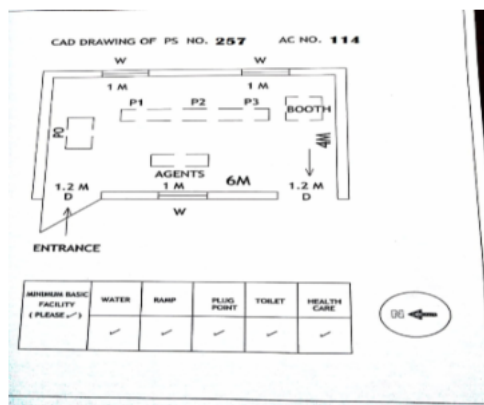 CAD DRAWING OF PS NO. 257 AC NO. 114
W W
1 M 1 M
P1 P2 P3
BOOTH
PO
4M
AGENTS
1.2 M 1 M 6M 1.2 M
D W D
ENTRANCE
MINIMUM BASIC FACILITY (PLEASE ✓) WATER RAMP PLUG POINT TOILET HEALTH CARE
✓ ✓ ✓ ✓ ✓